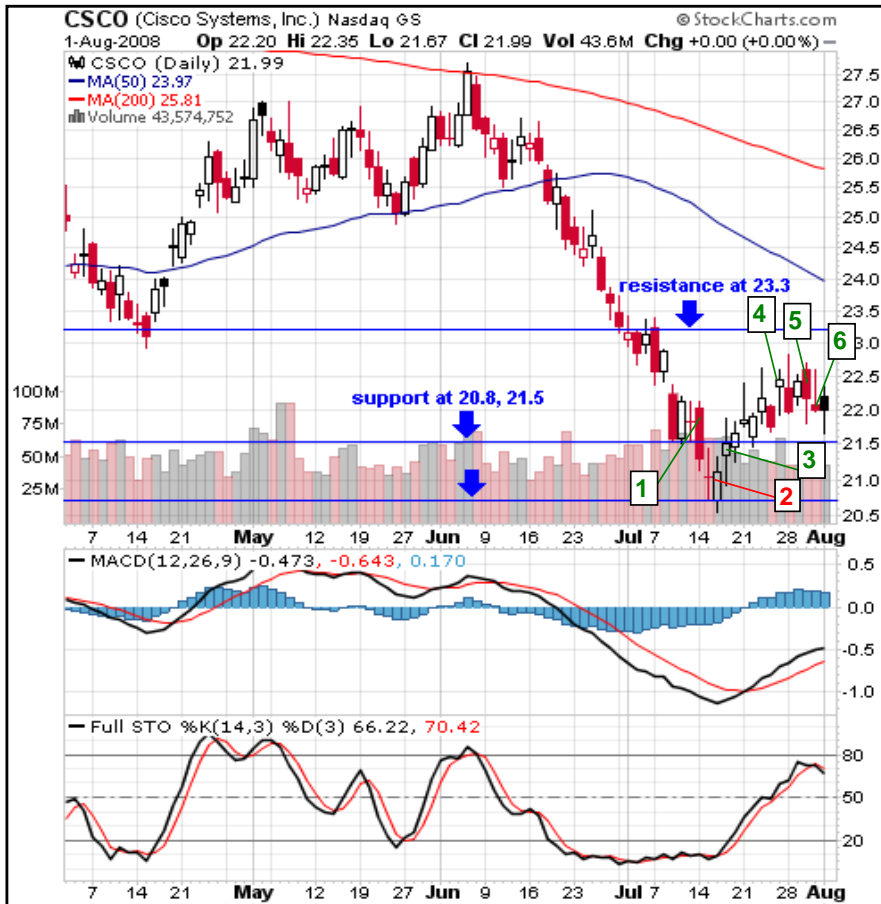 CSCO (Cisco Systems, Inc.) Nasdaq GS © StockCharts.com
1-Aug-2008 Op 22.20 Hi 22.35 Lo 21.67 Cl 21.99 Vol 43.6M Chg +0.00 (+0.00%)
CSCO (Daily) 21.99
MA(50) 23.97
MA(200) 25.81
Volume 43,574,752
27.5
27.0
26.5
26.0
25.5
25.0
24.5
24.0
resistance at 23.3
23.5
4 5 6
23.0
100M support at 20.8, 21.5 22.5
75M 22.0
50M 21.5
1 2 3
25M 21.0
20.5
7 14 21 May 12 19 27 Jun 9 16 23 Jul 7 14 21 28 Aug
MACD(12,26,9) -0.473, -0.643, 0.170
0.5
0.0
-0.5
-1.0
Full STO %K(14,3) %D(3) 66.22, 70.42
80
50
20
7 14 21 May 12 19 27 Jun 9 16 23 Jul 7 14 21 28 Aug